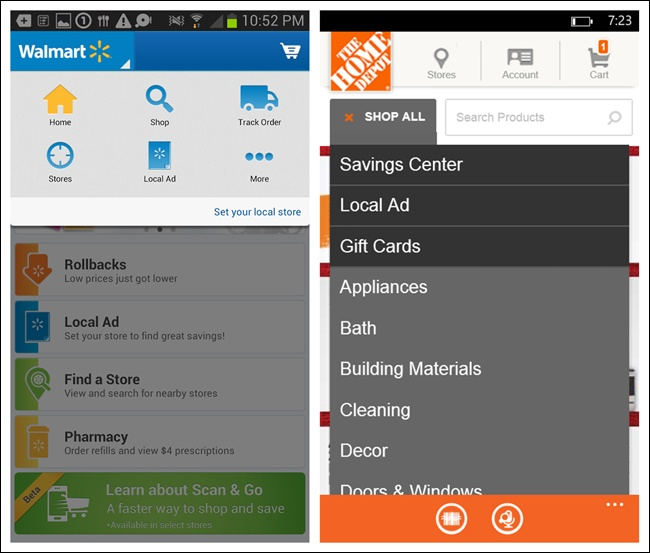 10:52 PM
Walmart
Home
Shop
Track Order
Stores
Local Ad
More
Set your local store
Rollbacks
Low prices just got lower
Local Ad
Set your store to find great savings!
Find a Store
View and search for nearby stores
Pharmacy
Order refills and view $4 prescriptions
Beta
Learn about Scan & Go
A faster way to shop and save
*Available in select stores
7:23
THE
HOME
DEPOT
Stores
Account
1
Cart
SHOP ALL
Search Products
Savings Center
Local Ad
Gift Cards
Appliances
Bath
Building Materials
Cleaning
Decor
Doors & Windows